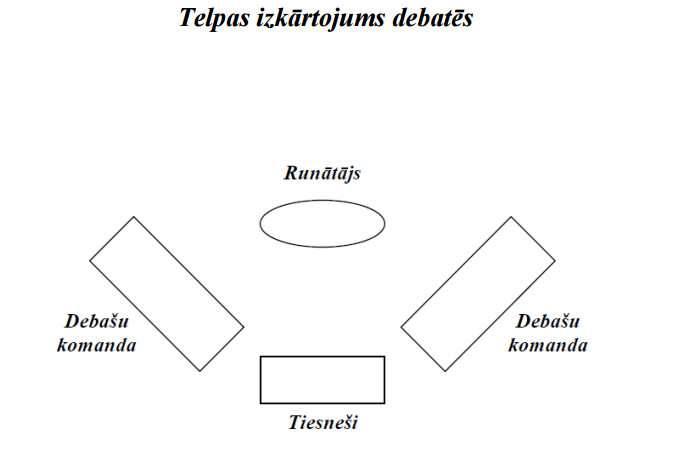 Telpas izkārtojums debatēs
Runātājs
Debašu
komanda
Debašu
komanda
Tiesneši